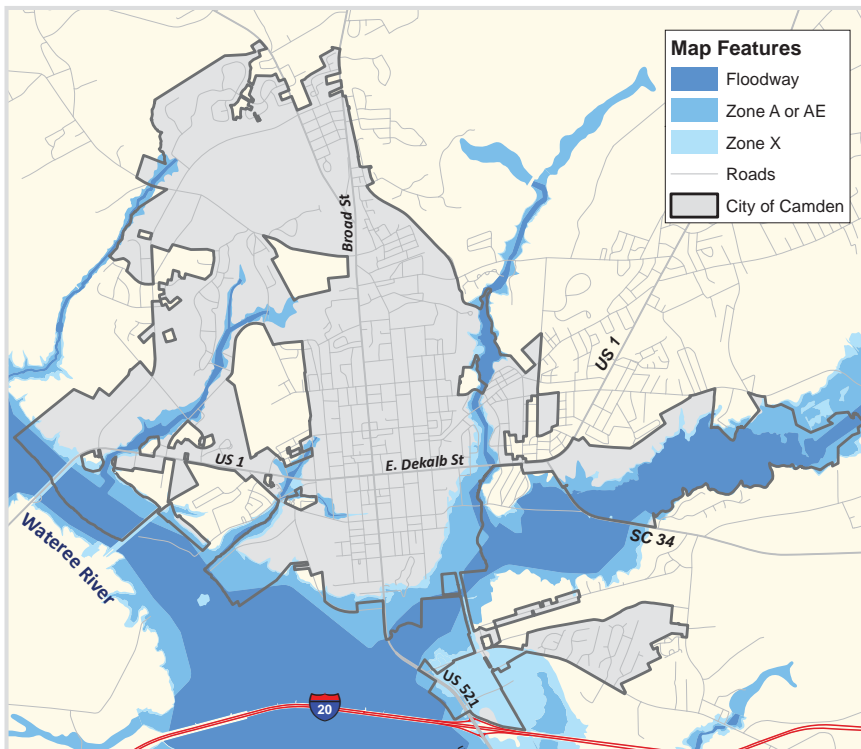 Map Features
Floodway
Zone A or AE
Zone X
Roads
City of Camden
Broad St
US 1
US 1
E. Dekalb St
SC 34
Wateree River
US 521
20